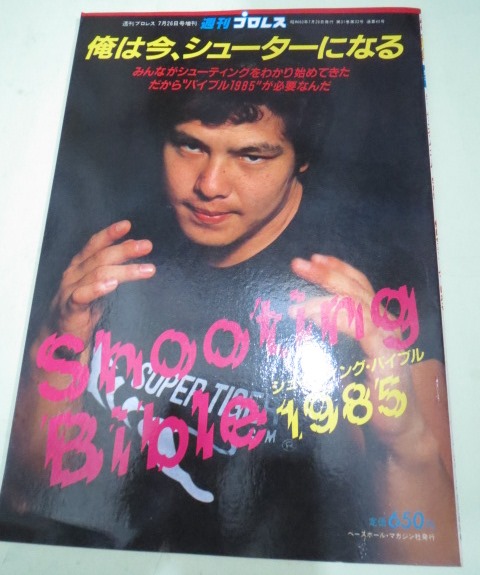 週刊プロレス 7月26日号増刊 週刊プロレス
俺は今、シューターになる
みんながシューティングをわかり始めてきた
だから"バイブル1985"が必要なんだ
Shooting
シューティング・バイブル
SUPER TIGER
Bible 1985
定価650円
ベースボール・マガジン社発行